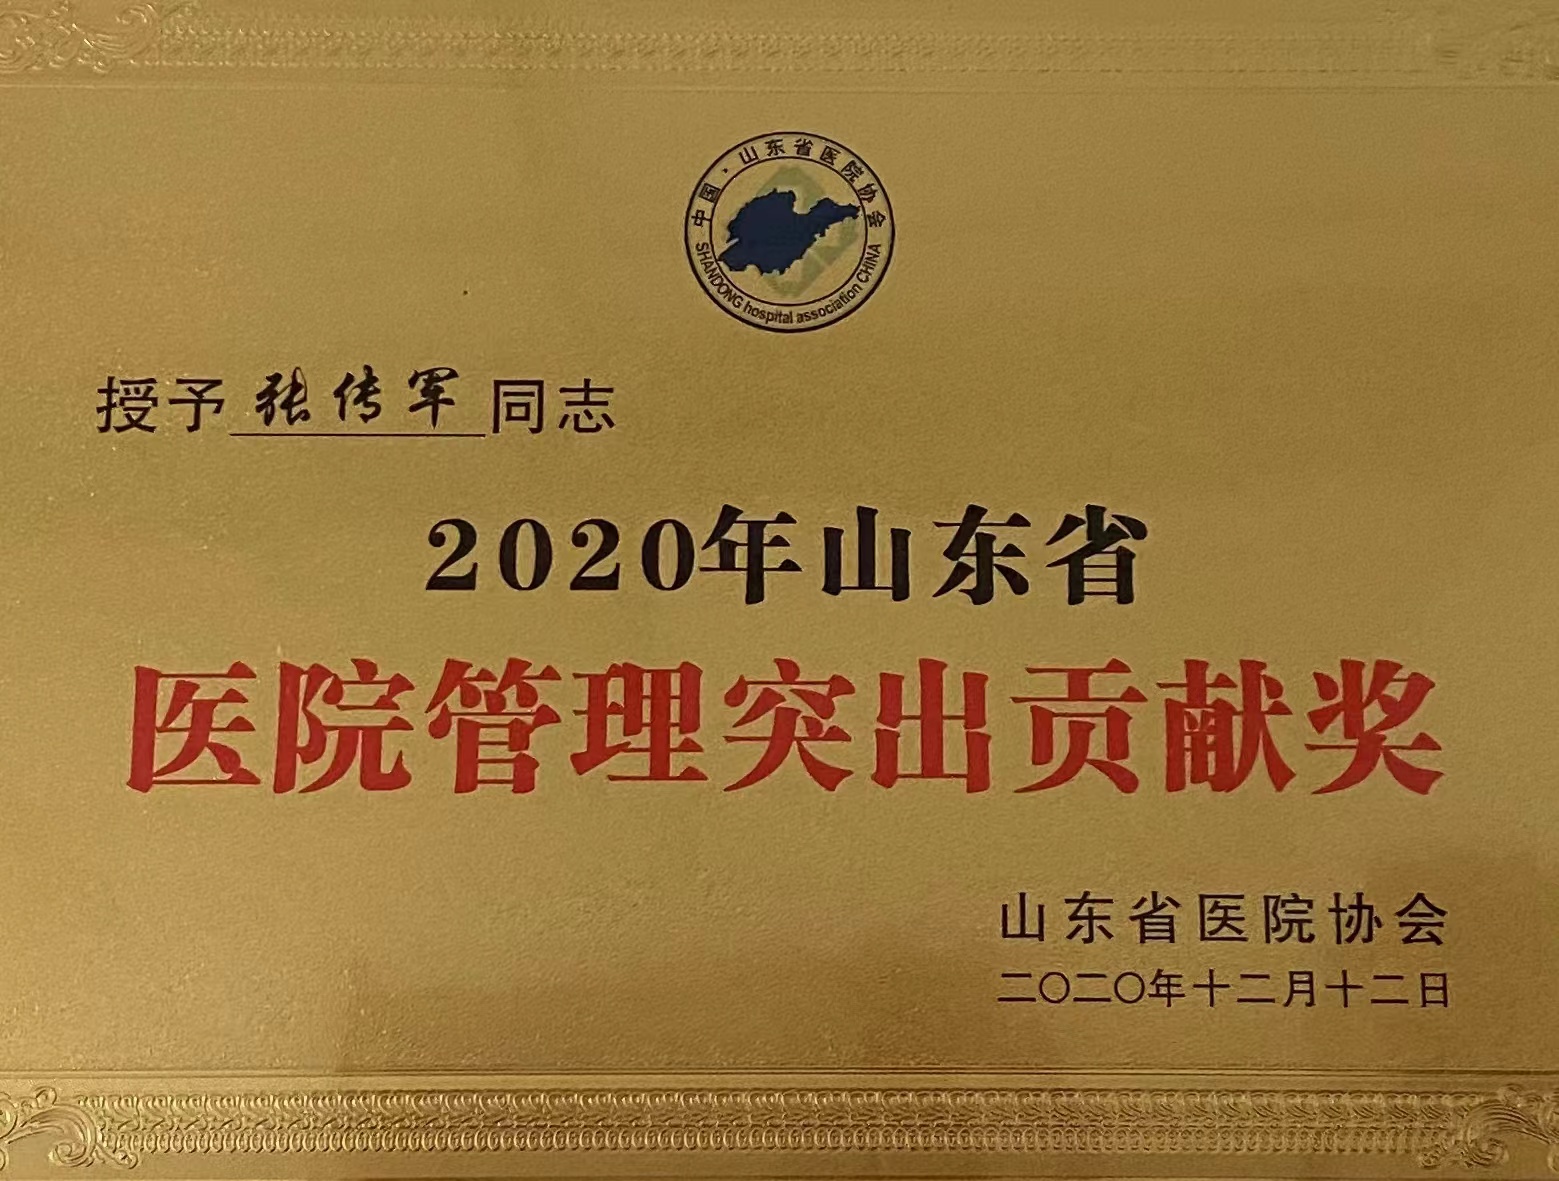 中国·山东省医院协会
SHANDONG hospital association CHINA
授予 张传军 同志
2020年山东省
医院管理突出贡献奖
山东省医院协会
二〇二〇年十二月十二日